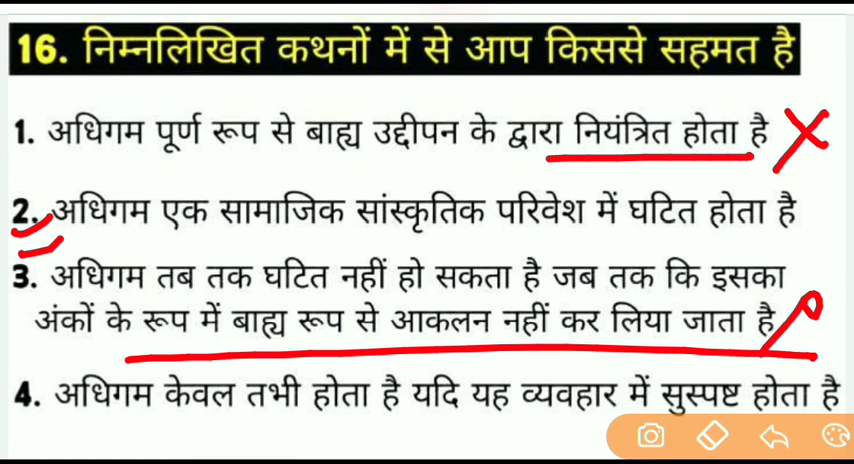 16. निम्नलिखित कथनों में से आप किससे सहमत है
1. अधिगम पूर्ण रूप से बाह्य उद्दीपन के द्वारा नियंत्रित होता है
2. अधिगम एक सामाजिक सांस्कृतिक परिवेश में घटित होता है
3. अधिगम तब तक घटित नहीं हो सकता है जब तक कि इसका
अंकों के रूप में बाह्य रूप से आकलन नहीं कर लिया जाता है
4. अधिगम केवल तभी होता है यदि यह व्यवहार में सुस्पष्ट होता है